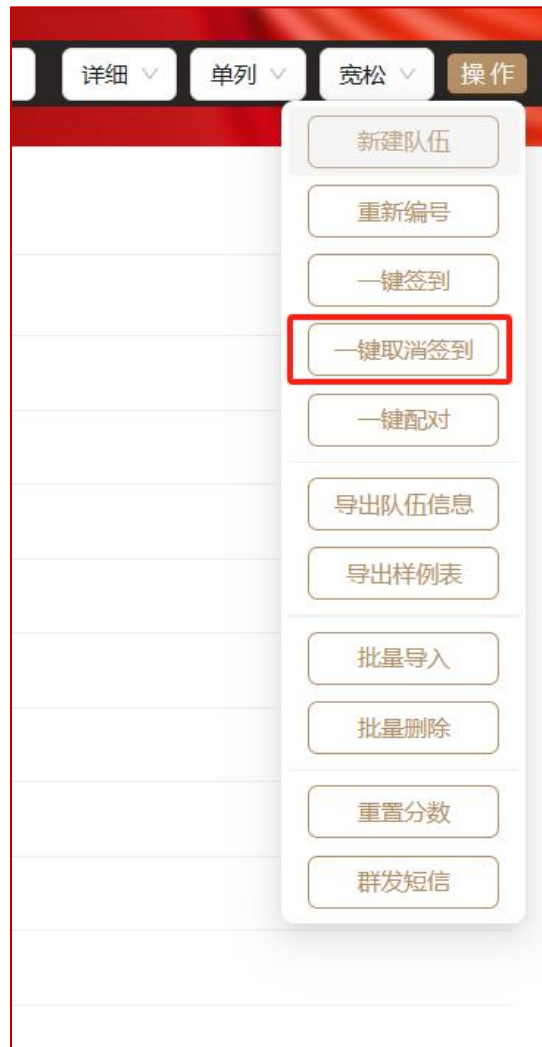 详细 单列 宽松 操作
新建队伍
重新编号
一键签到
一键取消签到
一键配对
导出队伍信息
导出样例表
批量导入
批量删除
重置分数
群发短信